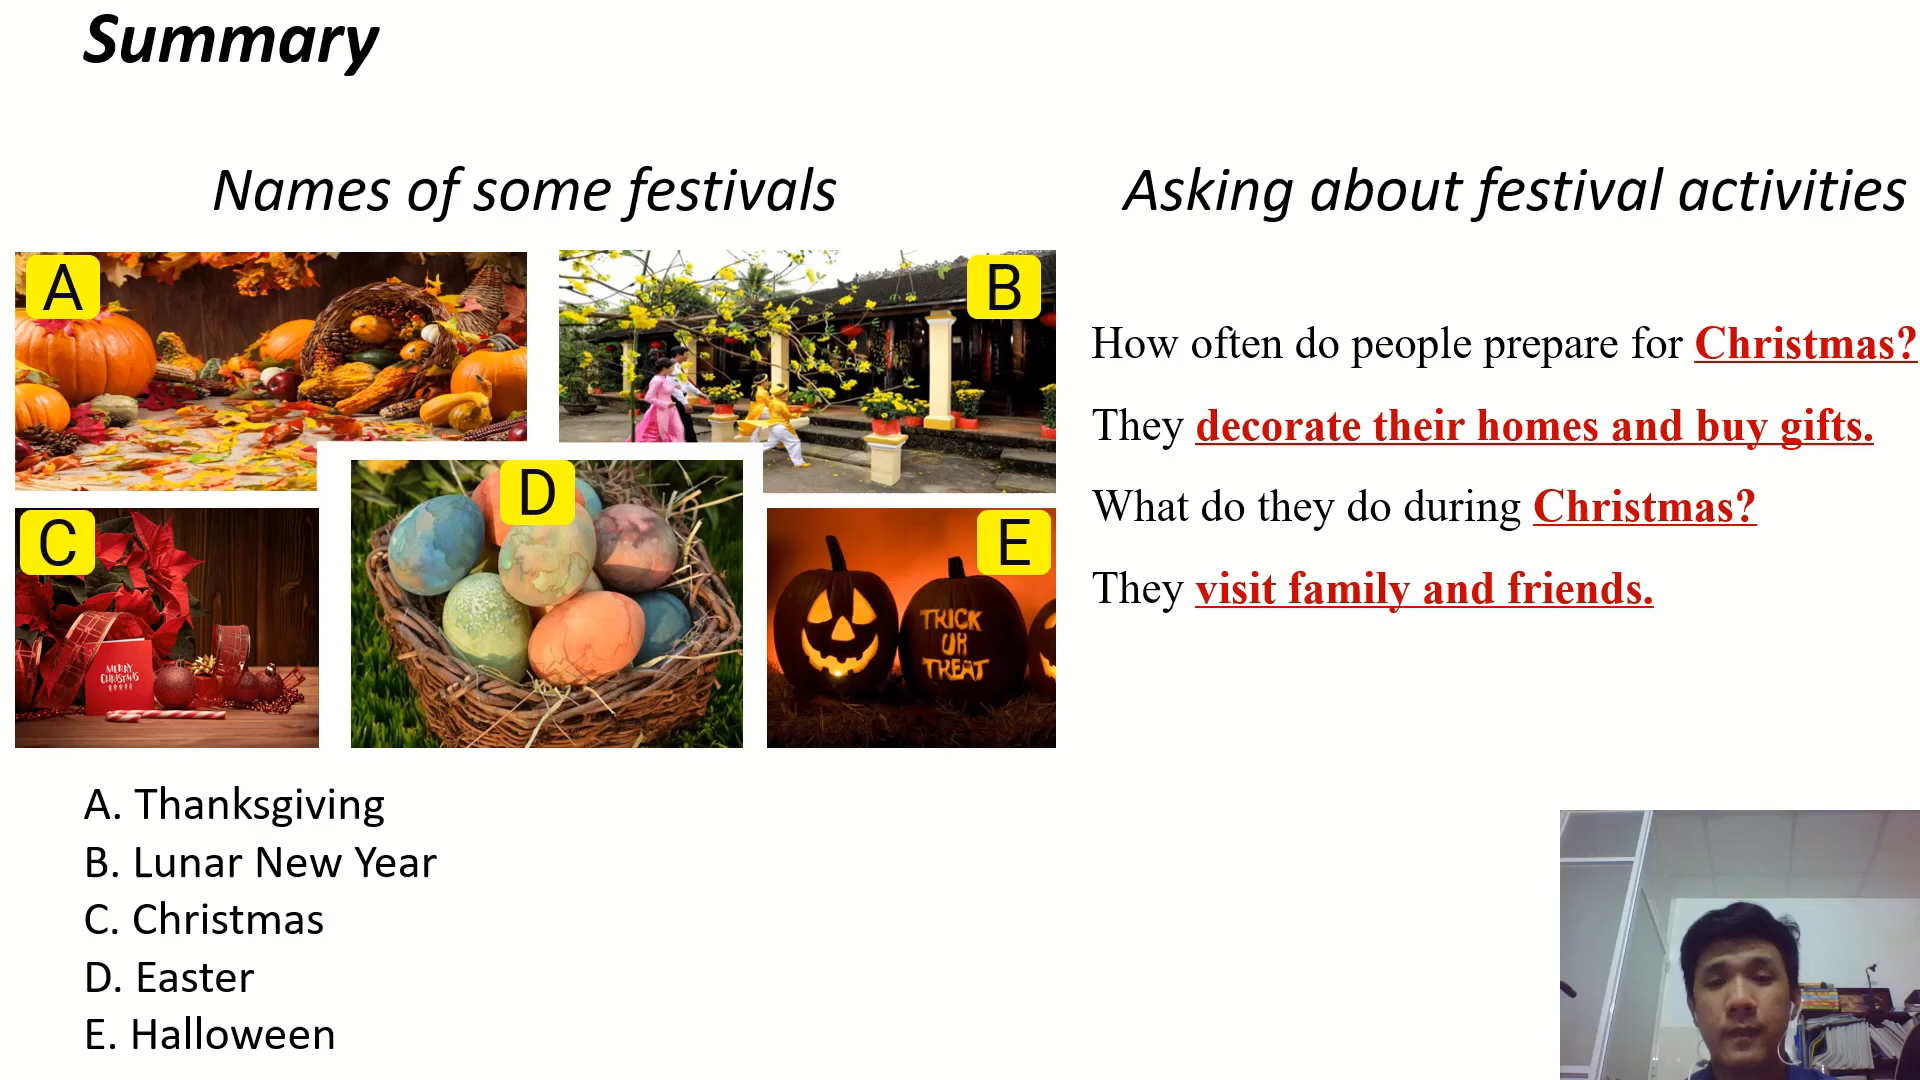 Summary
Names of some festivals
A
B
C
D
E
MERRY
CHRISTMAS
TRICK
OR
TREAT
A. Thanksgiving
B. Lunar New Year
C. Christmas
D. Easter
E. Halloween
Asking about festival activities
How often do people prepare for Christmas?
They decorate their homes and buy gifts.
What do they do during Christmas?
They visit family and friends.